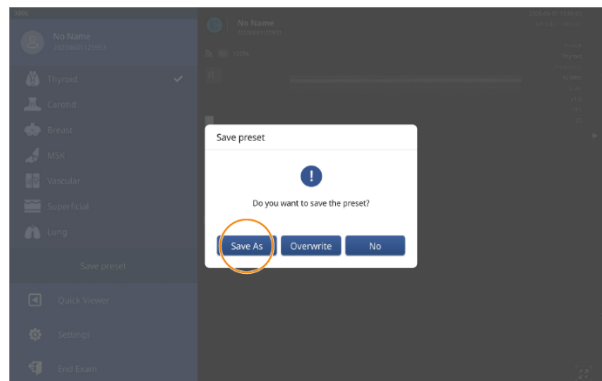 No Name
Thyroid
Carotid
Breast
MSK
Vascular
Superficial
Lung
Save preset
Quick Viewer
Settings
End Exam
No Name
Save preset
Do you want to save the preset?
Save As
Overwrite
No